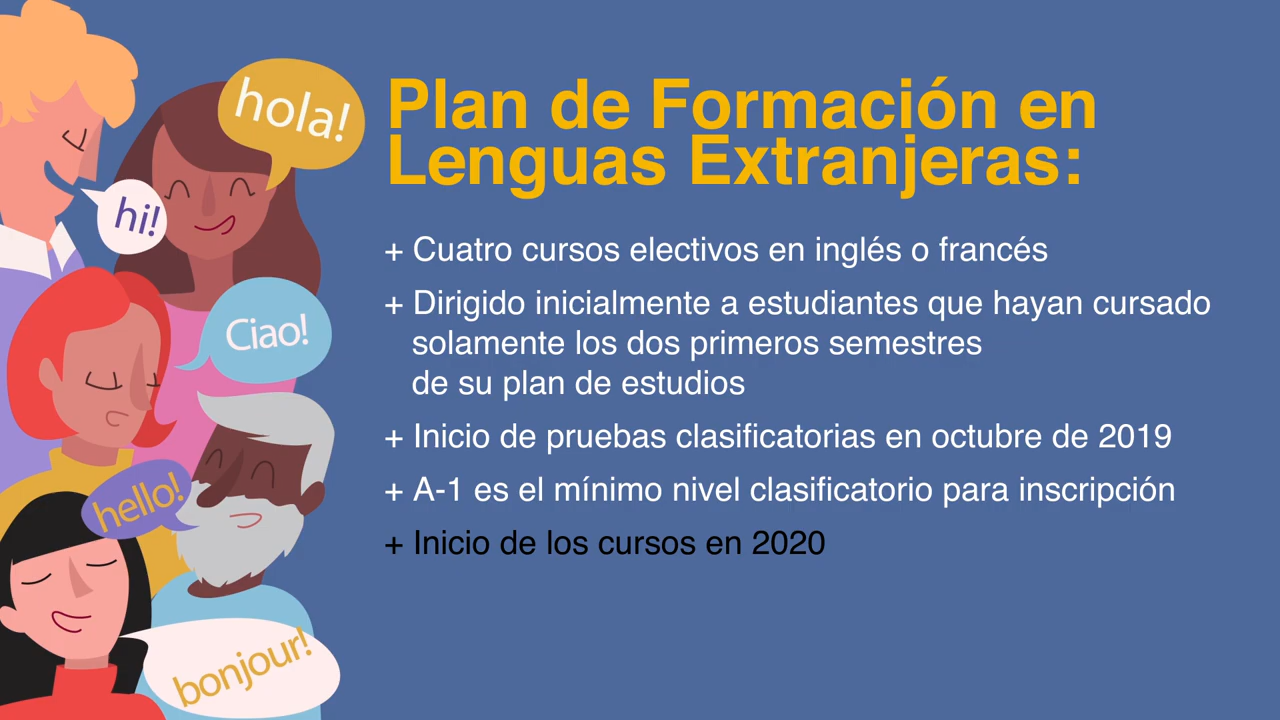 hola!
hi!
Ciao!
hello!
bonjour!
Plan de Formación en
Lenguas Extranjeras:
+ Cuatro cursos electivos en inglés o francés
+ Dirigido inicialmente a estudiantes que hayan cursado
solamente los dos primeros semestres
de su plan de estudios
+ Inicio de pruebas clasificatorias en octubre de 2019
+ A-1 es el mínimo nivel clasificatorio para inscripción
+ Inicio de los cursos en 2020